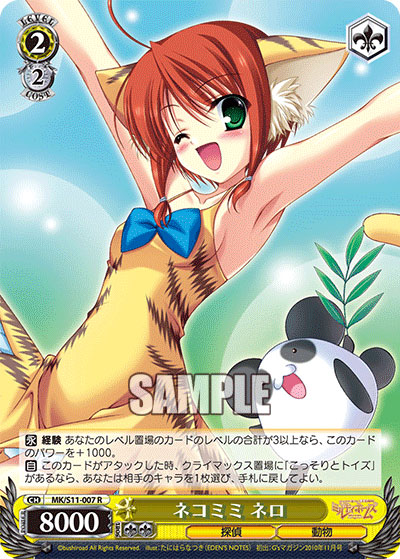 LEVEL
2
2
COST
SAMPLE
永 経験 あなたのレベル置場のカードのレベルの合計が3以上なら、このカード
のパワーを+1000。
自 このカードがアタックした時、クライマックス置場に「こっそりとトイズ」
があるなら、あなたは相手のキャラを1枚選び、手札に戻してよい。
CH MK/S11-007 R
ネコミミ ネロ
8000
探偵 動物
©bushiroad All Rights Reserved. illust.たにはらなつき(EDEN'S NOTES) 初出:G'sマガジン2010年11月号